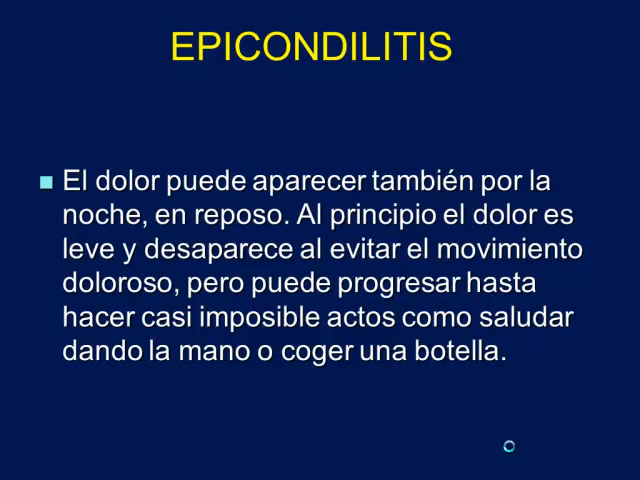 EPICONDILITIS
El dolor puede aparecer también por la
noche, en reposo. Al principio el dolor es
leve y desaparece al evitar el movimiento
doloroso, pero puede progresar hasta
hacer casi imposible actos como saludar
dando la mano o coger una botella.